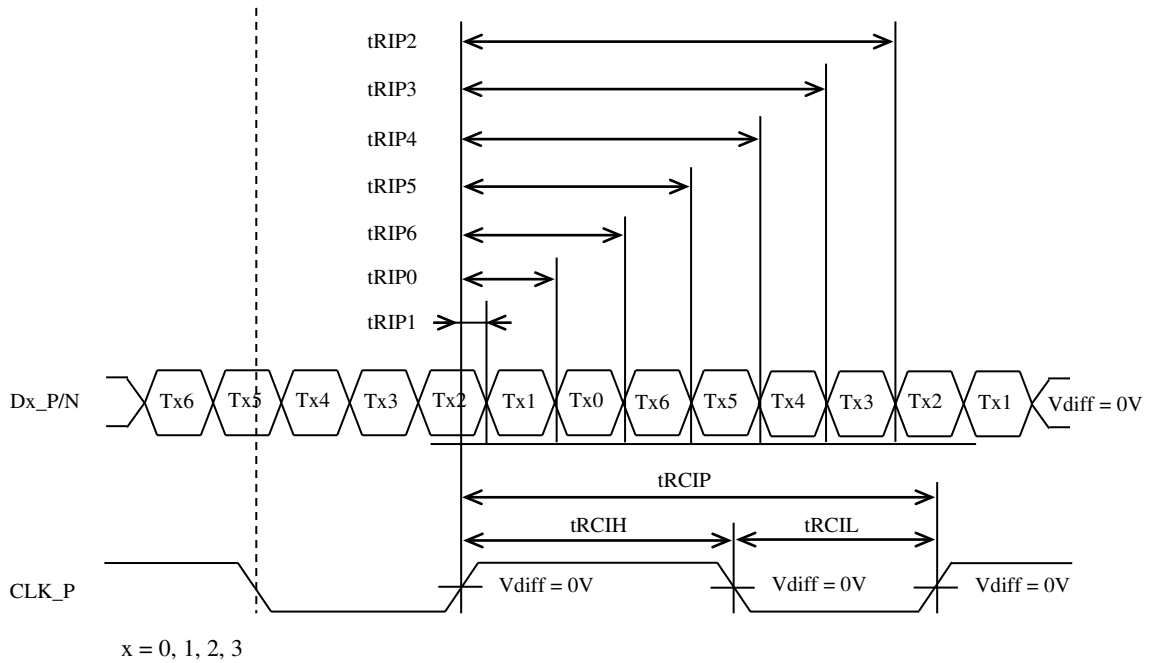 tRIP2
tRIP3
tRIP4
tRIP5
tRIP6
tRIP0
tRIP1
Dx_P/N Tx6 Tx5 Tx4 Tx3 Tx2 Tx1 Tx0 Tx6 Tx5 Tx4 Tx3 Tx2 Tx1 Vdiff = 0V
tRCIP
tRCIH tRCIL
CLK_P Vdiff = 0V Vdiff = 0V Vdiff = 0V
x = 0, 1, 2, 3